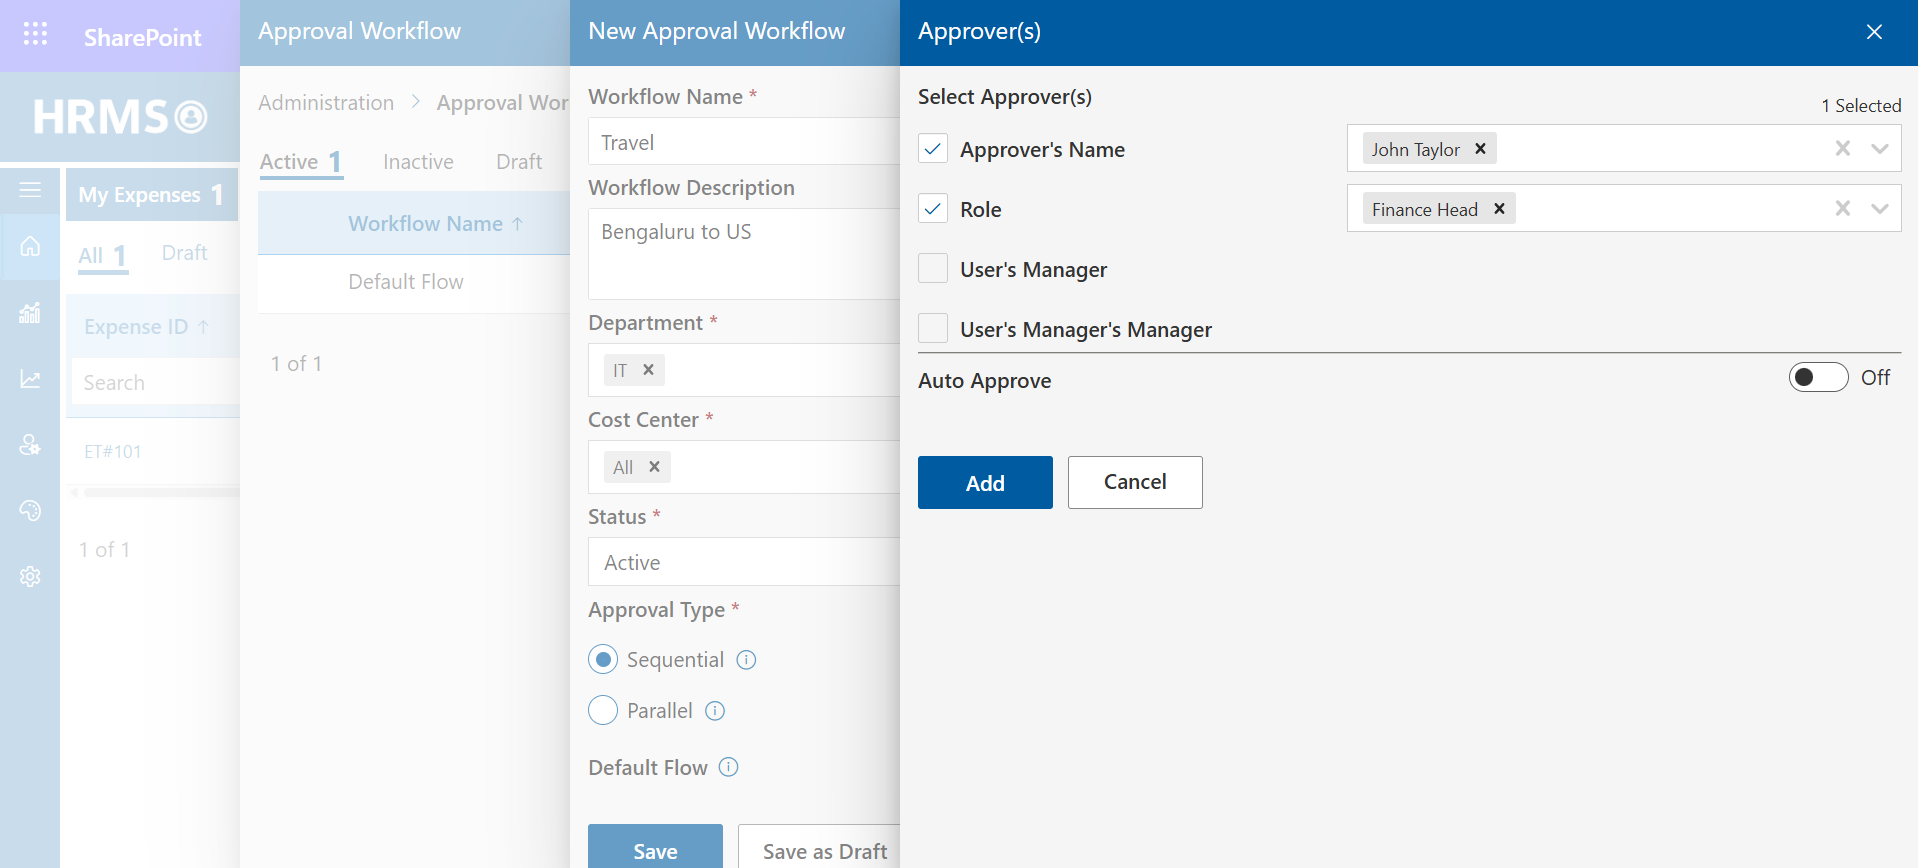 SharePoint
HRMS
My Expenses 1
All 1 Draft
Expense ID ↑
Search
ET#101
1 of 1
Approval Workflow
Administration > Approval Wor
Active 1 Inactive Draft
Workflow Name ↑
Default Flow
1 of 1
New Approval Workflow
Workflow Name *
Travel
Workflow Description
Bengaluru to US
Department *
IT ×
Cost Center *
All ×
Status *
Active
Approval Type *
Sequential
Parallel
Default Flow
Save Save as Draft
Approver(s)
Select Approver(s)
1 Selected
Approver's Name John Taylor ×
Role Finance Head ×
User's Manager
User's Manager's Manager
Auto Approve Off
Add Cancel